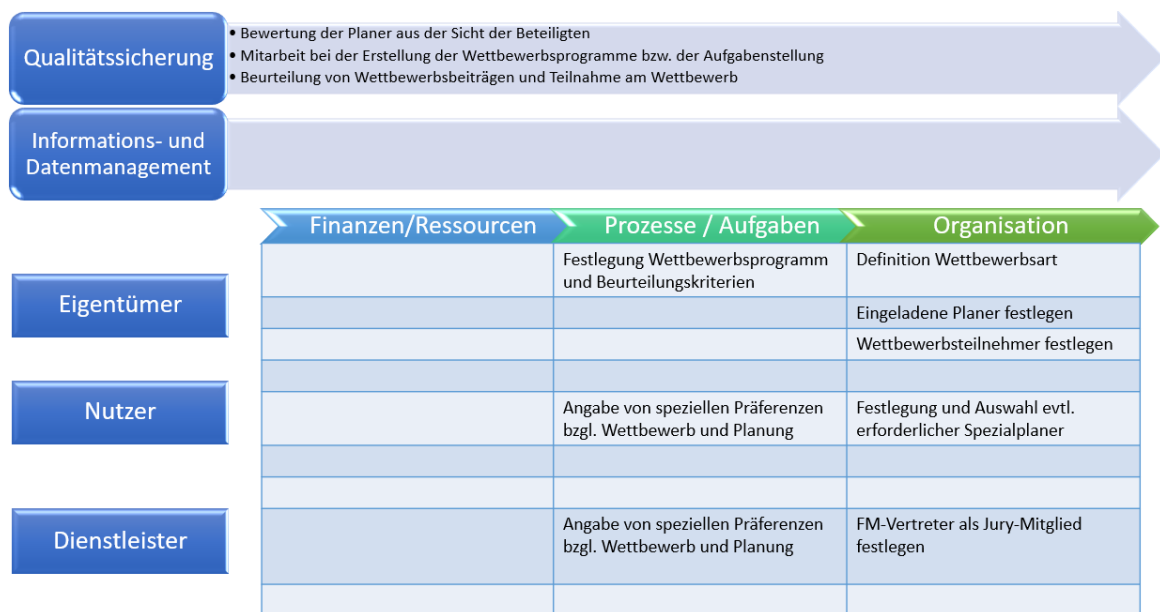 Qualitätssicherung
• Bewertung der Planer aus der Sicht der Beteiligten
• Mitarbeit bei der Erstellung der Wettbewerbsprogramme bzw. der Aufgabenstellung
• Beurteilung von Wettbewerbsbeiträgen und Teilnahme am Wettbewerb
Informations- und
Datenmanagement
Finanzen/Ressourcen
Prozesse / Aufgaben
Organisation
Eigentümer
Festlegung Wettbewerbsprogramm
und Beurteilungskriterien
Definition Wettbewerbsart
Eingeladene Planer festlegen
Wettbewerbsteilnehmer festlegen
Nutzer
Angabe von speziellen Präferenzen
bzgl. Wettbewerb und Planung
Festlegung und Auswahl evtl.
erforderlicher Spezialplaner
Dienstleister
Angabe von speziellen Präferenzen
bzgl. Wettbewerb und Planung
FM-Vertreter als Jury-Mitglied
festlegen